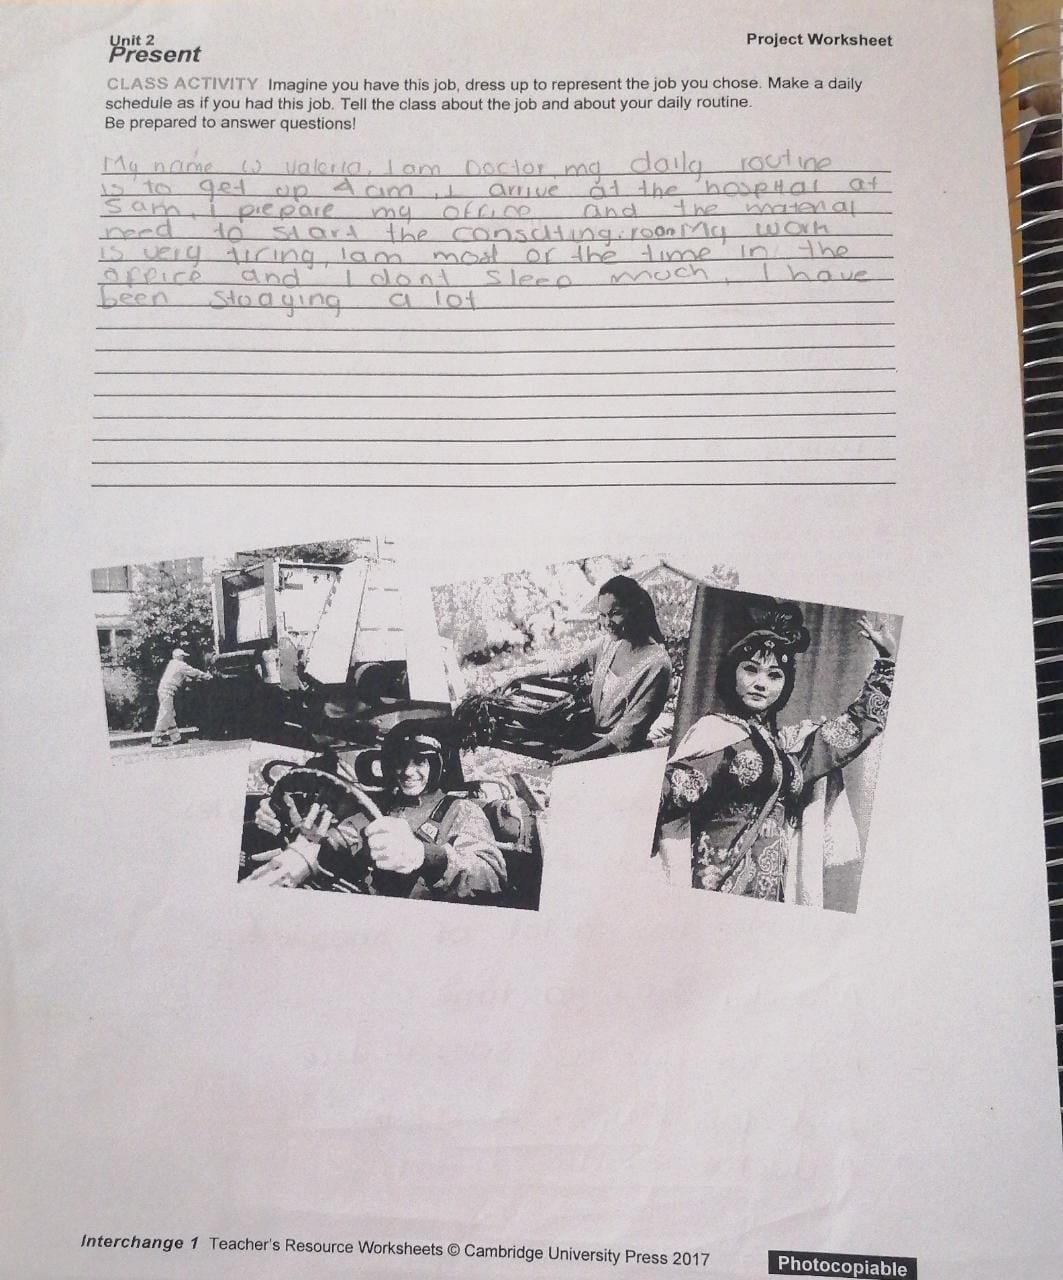 Unit 2
Present
Project Worksheet
CLASS ACTIVITY Imagine you have this job, dress up to represent the job you chose. Make a daily
schedule as if you had this job. Tell the class about the job and about your daily routine.
Be prepared to answer questions!
My name is Valeria, I am Doctor, my daily routine
is to get up 4 am, I arrive at the hospital at
5 am, i prepare my office and the material
need to start the consulting room My work
is very tiring, I am most of the time in the
office and I dont sleep much, I have
been studying a lot
Interchange 1 Teacher's Resource Worksheets © Cambridge University Press 2017
Photocopiable